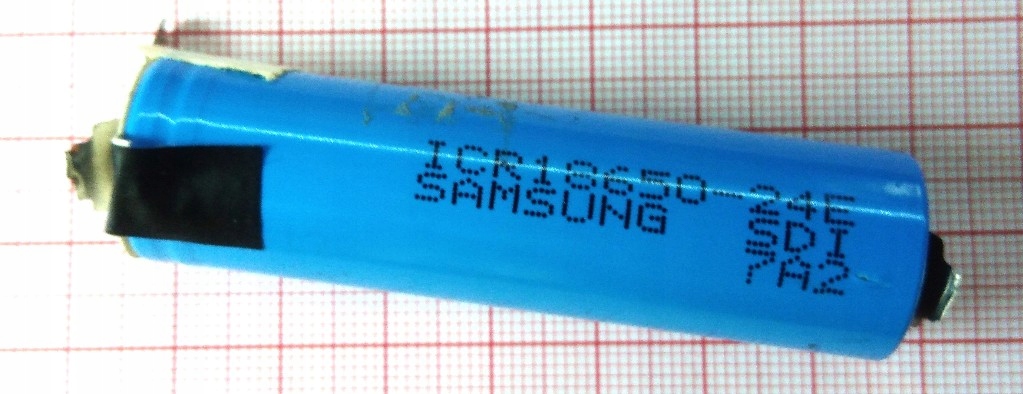 ICR18650-24E
SAMSUNG SDI
7A2